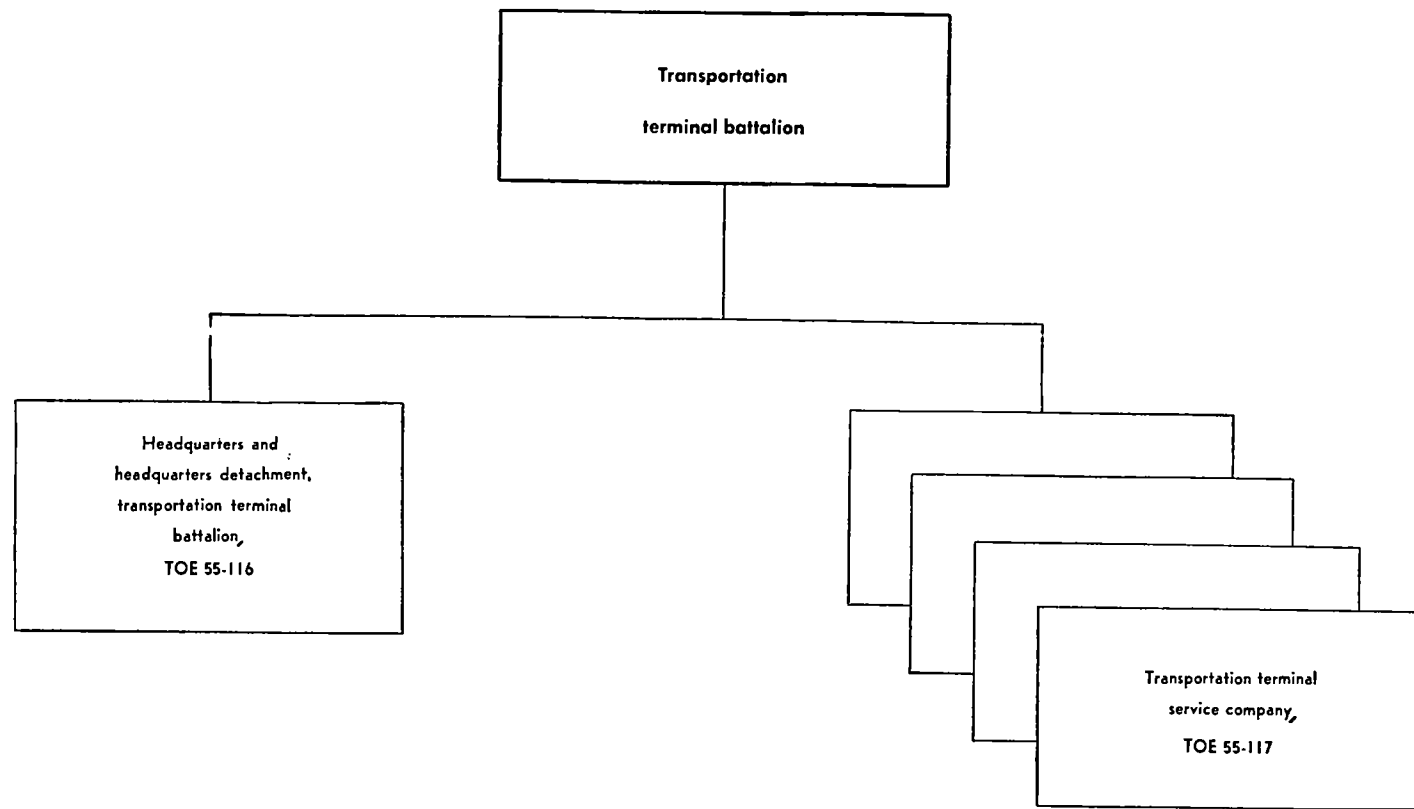 Transportation
terminal battalion
Headquarters and
headquarters detachment,
transportation terminal
battalion,
TOE 55-116
Transportation terminal
service company,
TOE 55-117